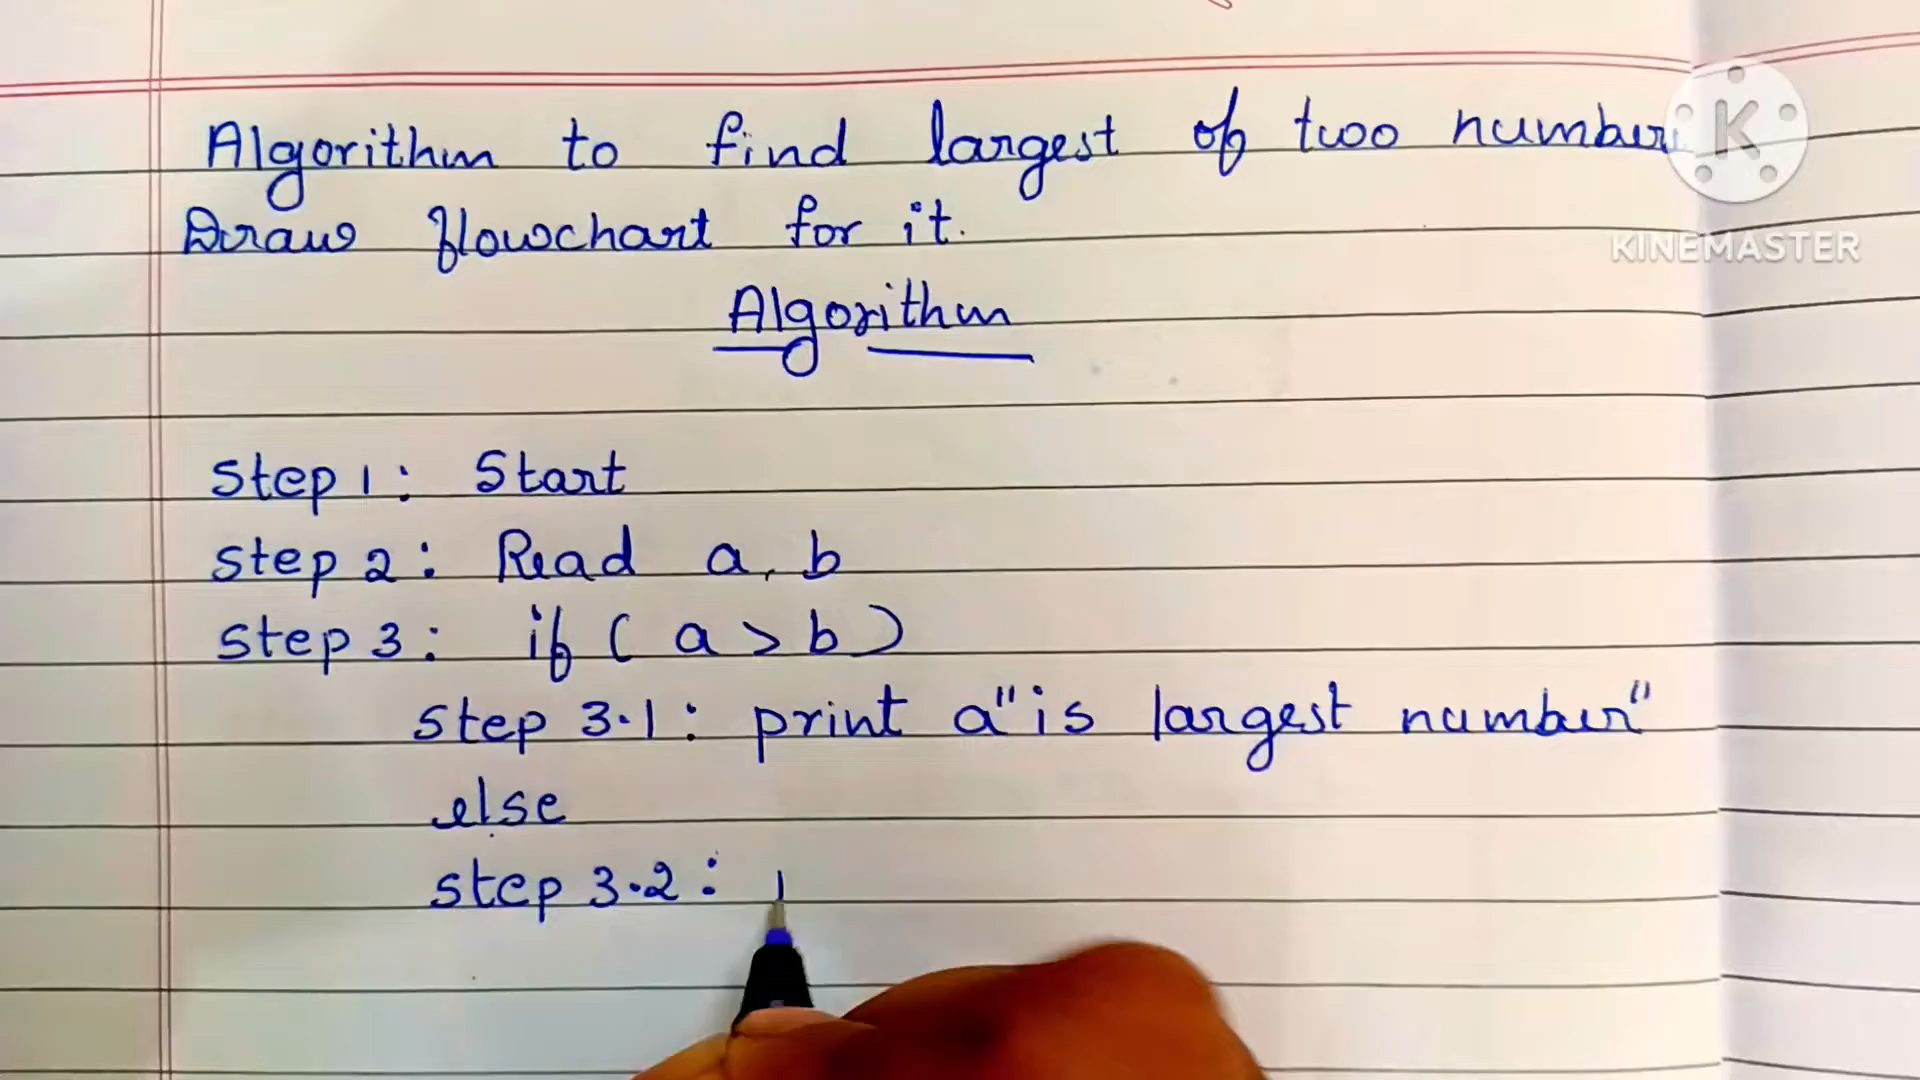 Algorithm to find largest of two number
Draw flowchart for it.
Algorithm
Step 1: Start
Step 2: Read a, b
Step 3: if ( a > b )
Step 3.1: print a "is largest number"
else
step 3.2:
K
KINEMASTER